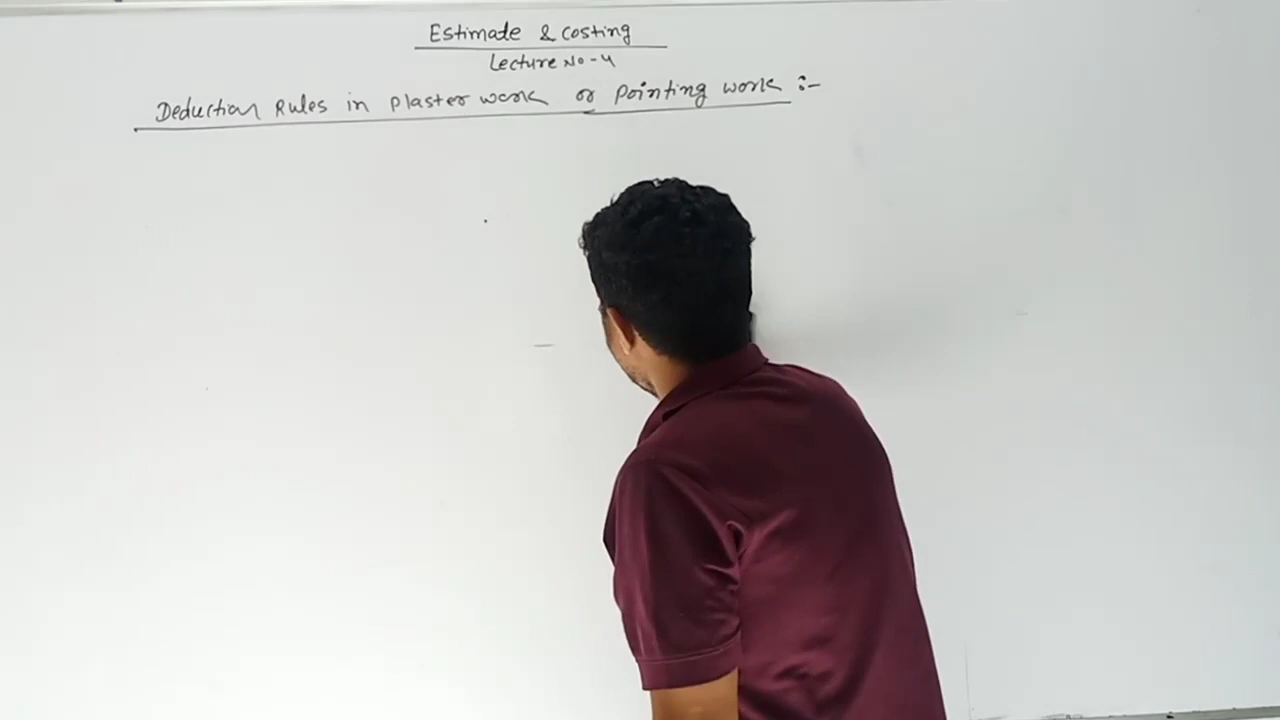 Estimate & costing
Lecture No-4
Deduction Rules in plaster work or pointing work :-